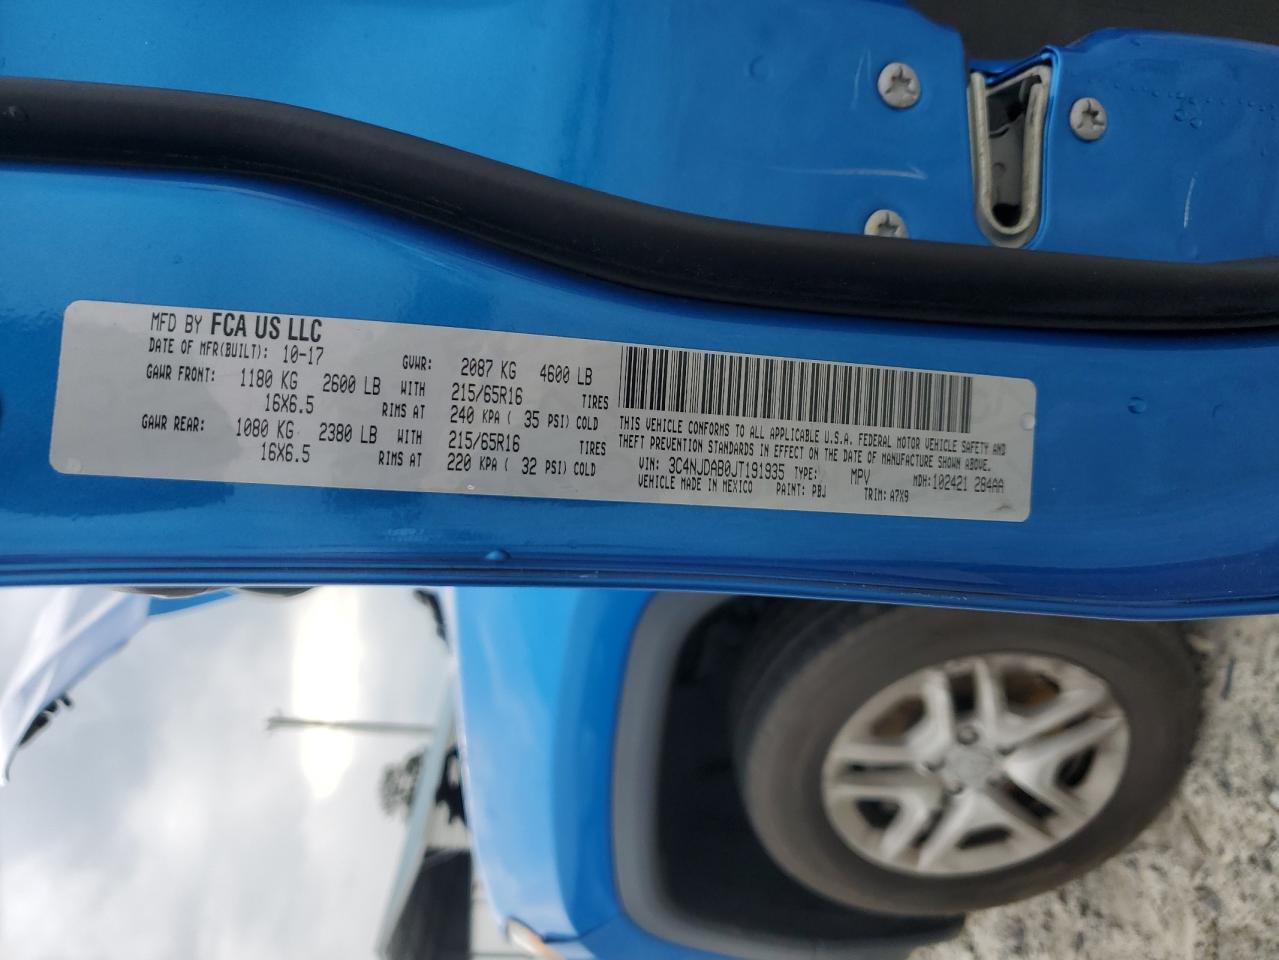 MFD BY FCA US LLC
DATE OF MFR(BUILT): 10-17 GVWR: 2087 KG 4600 LB
GAWR FRONT: 1180 KG 2600 LB WITH 215/65R16 TIRES
16X6.5 RIMS AT 240 KPA ( 35 PSI) COLD
GAWR REAR: 1080 KG 2380 LB WITH 215/65R16 TIRES
16X6.5 RIMS AT 220 KPA ( 32 PSI) COLD
THIS VEHICLE CONFORMS TO ALL APPLICABLE U.S.A. FEDERAL MOTOR VEHICLE SAFETY AND
THEFT PREVENTION STANDARDS IN EFFECT ON THE DATE OF MANUFACTURE SHOWN ABOVE.
VIN: 3C4NJDAB0JT191935 TYPE: MPV MDH:102421 284AA
VEHICLE MADE IN MEXICO PAINT: PBJ TRIM: A7X9